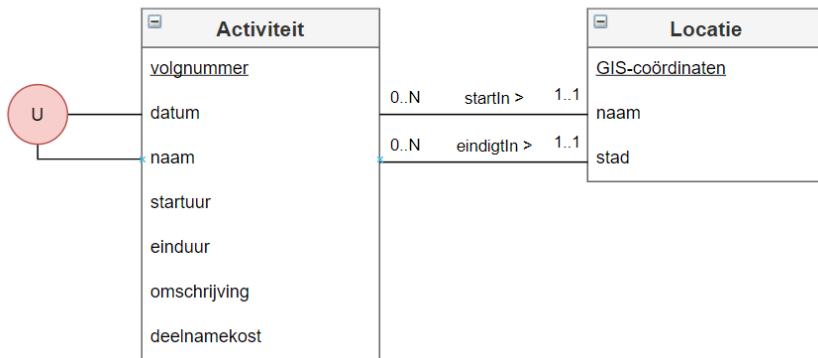 Activiteit
volgnummer
datum
naam
startuur
einduur
omschrijving
deelnamekost
U
0..N startIn > 1..1
0..N eindigtIn > 1..1
Locatie
GIS-coördinaten
naam
stad